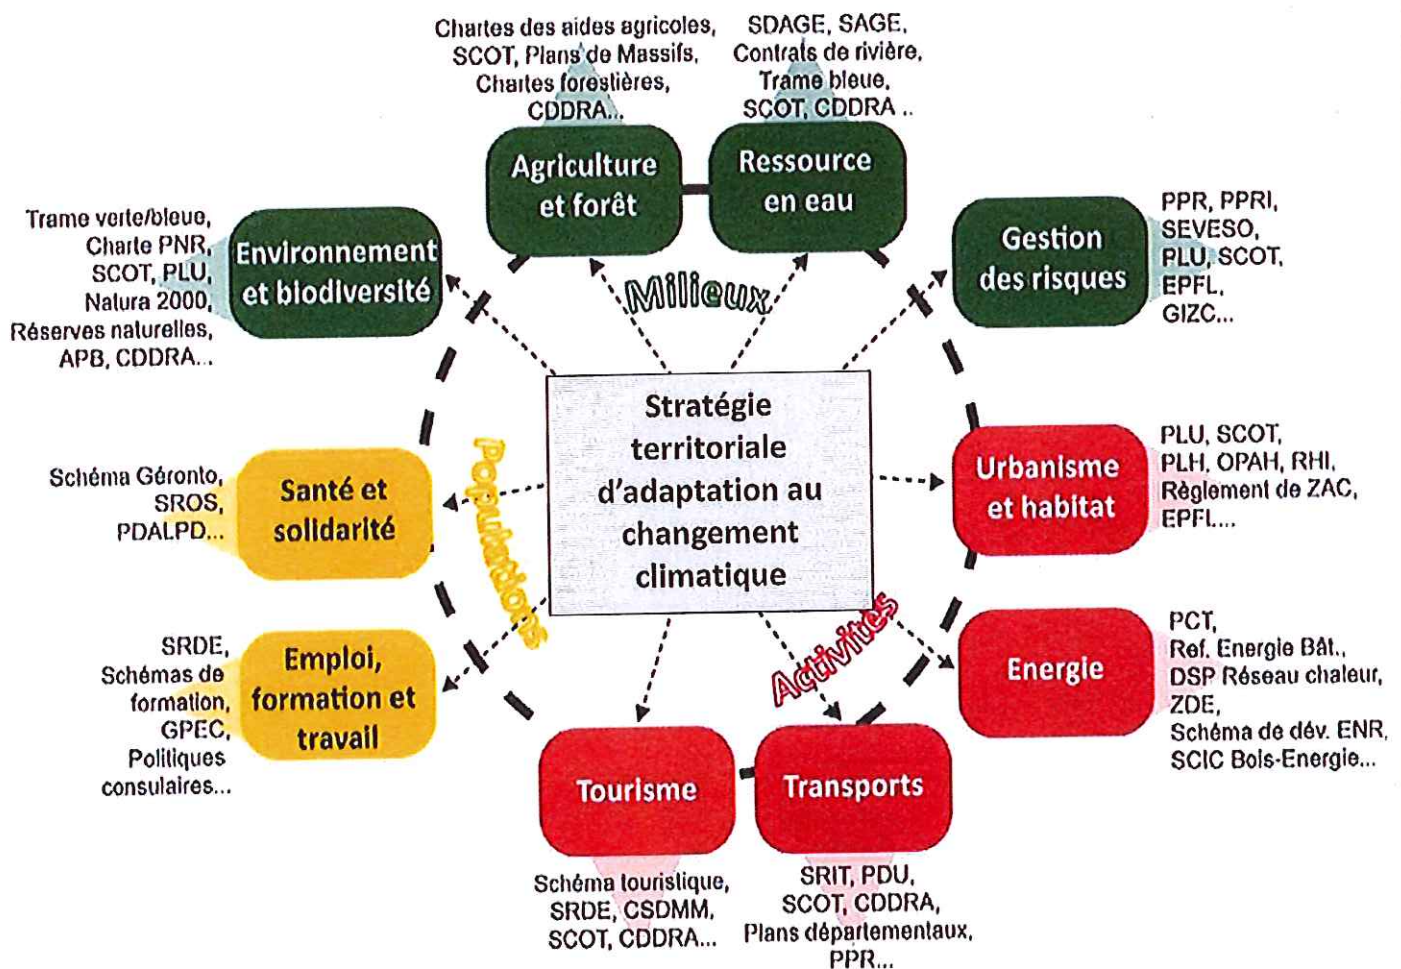 Chartes des aides agricoles,
SCOT, Plans de Massifs,
Chartes forestières,
CDDRA...
SDAGE, SAGE,
Contrats de rivière,
Trame bleue,
SCOT, CDDRA ..
Agriculture
et forêt
Ressource
en eau
Trame verte/bleue,
Charte PNR,
SCOT, PLU,
Natura 2000,
Réserves naturelles,
APB, CDDRA...
Environnement
et biodiversité
Milieux
Gestion
des risques
PPR, PPRI,
SEVESO,
PLU, SCOT,
EPFL,
GIZC...
Stratégie
territoriale
d'adaptation au
changement
climatique
Schéma Géronto,
SROS,
PDALPD...
Santé et
solidarité
Populations
Urbanisme
et habitat
PLU, SCOT,
PLH, OPAH, RHI,
Règlement de ZAC,
EPFL...
SRDE,
Schémas de
formation,
GPEC,
Politiques
consulaires...
Emploi,
formation et
travail
Activités
Energie
PCT,
Ref. Energie Bât.,
DSP Réseau chaleur,
ZDE,
Schéma de dév. ENR,
SCIC Bois-Energie...
Tourisme
Transports
Schéma touristique,
SRDE, CSDMM,
SCOT, CDDRA...
SRIT, PDU,
SCOT, CDDRA,
Plans départementaux,
PPR...